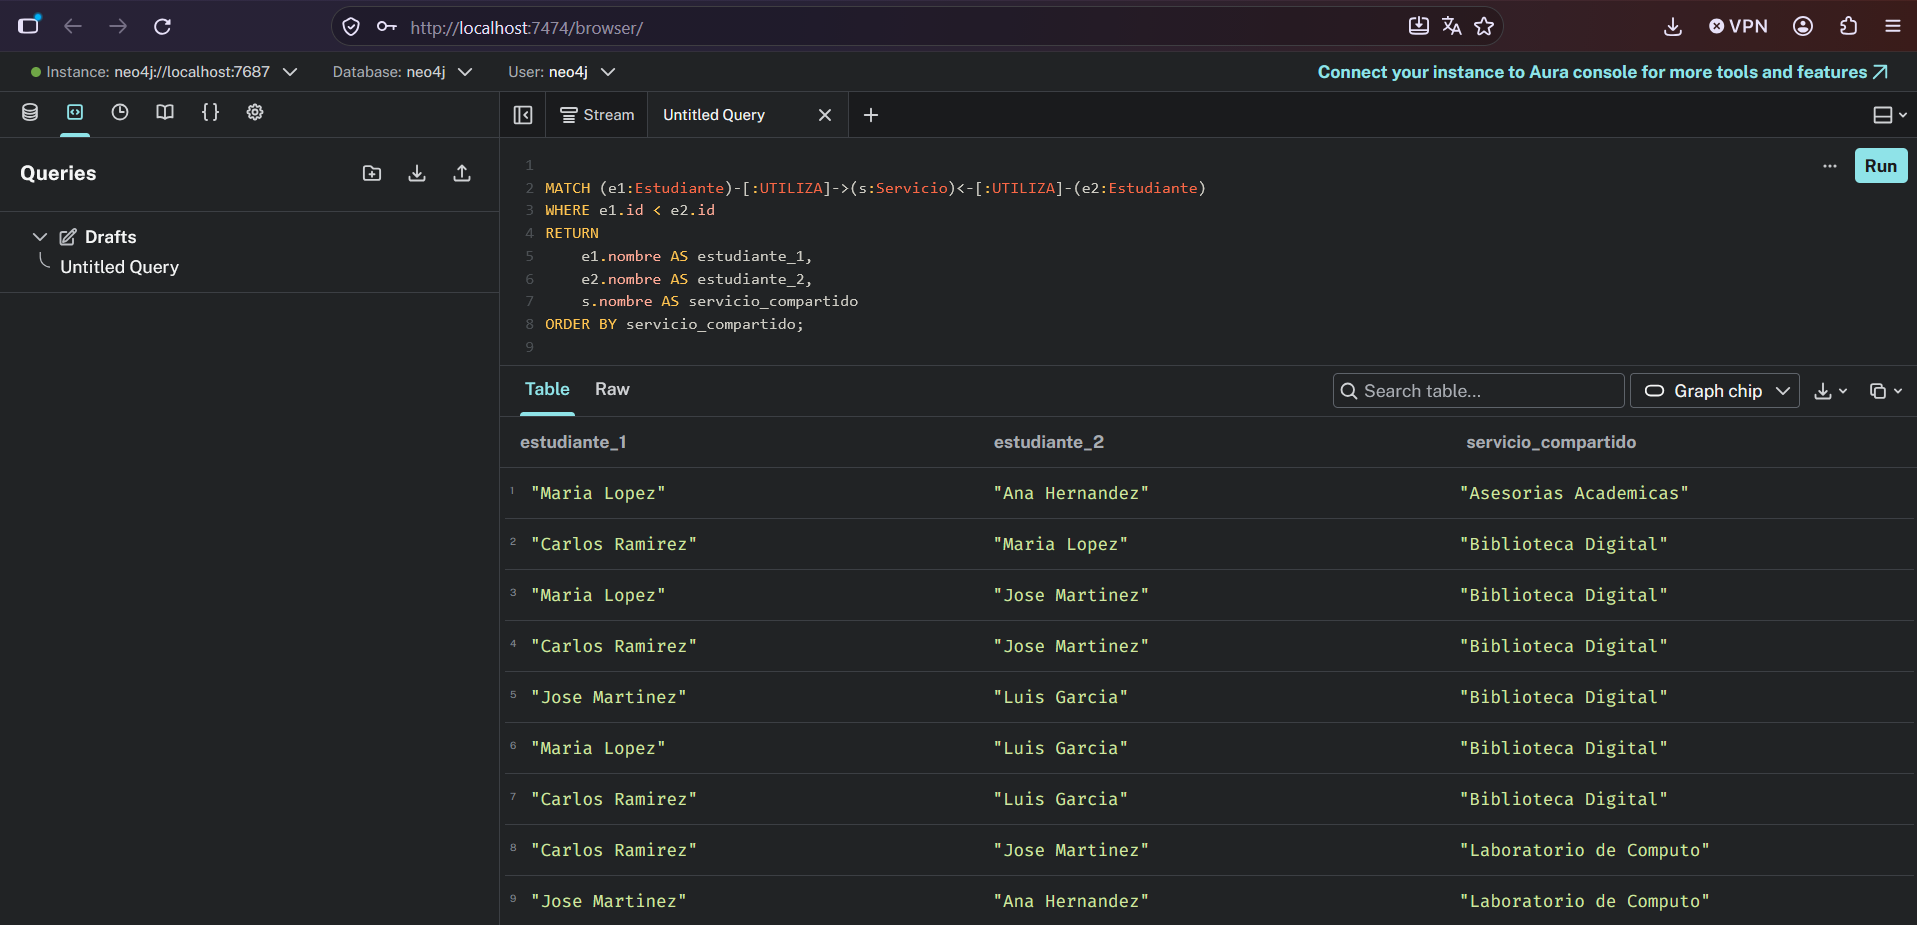 http://localhost:7474/browser/
VPN
Instance: neo4j://localhost:7687
Database: neo4j
User: neo4j
Connect your instance to Aura console for more tools and features
Stream
Untitled Query
Queries
Drafts
Untitled Query
Run
1
2 MATCH (e1:Estudiante)-[:UTILIZA]->(s:Servicio)<-[:UTILIZA]-(e2:Estudiante)
3 WHERE e1.id < e2.id
4 RETURN
5 e1.nombre AS estudiante_1,
6 e2.nombre AS estudiante_2,
7 s.nombre AS servicio_compartido
8 ORDER BY servicio_compartido;
9
Table Raw
Search table...
Graph chip
estudiante_1 estudiante_2 servicio_compartido
1 "Maria Lopez" "Ana Hernandez" "Asesorias Academicas"
2 "Carlos Ramirez" "Maria Lopez" "Biblioteca Digital"
3 "Maria Lopez" "Jose Martinez" "Biblioteca Digital"
4 "Carlos Ramirez" "Jose Martinez" "Biblioteca Digital"
5 "Jose Martinez" "Luis Garcia" "Biblioteca Digital"
6 "Maria Lopez" "Luis Garcia" "Biblioteca Digital"
7 "Carlos Ramirez" "Luis Garcia" "Biblioteca Digital"
8 "Carlos Ramirez" "Jose Martinez" "Laboratorio de Computo"
9 "Jose Martinez" "Ana Hernandez" "Laboratorio de Computo"